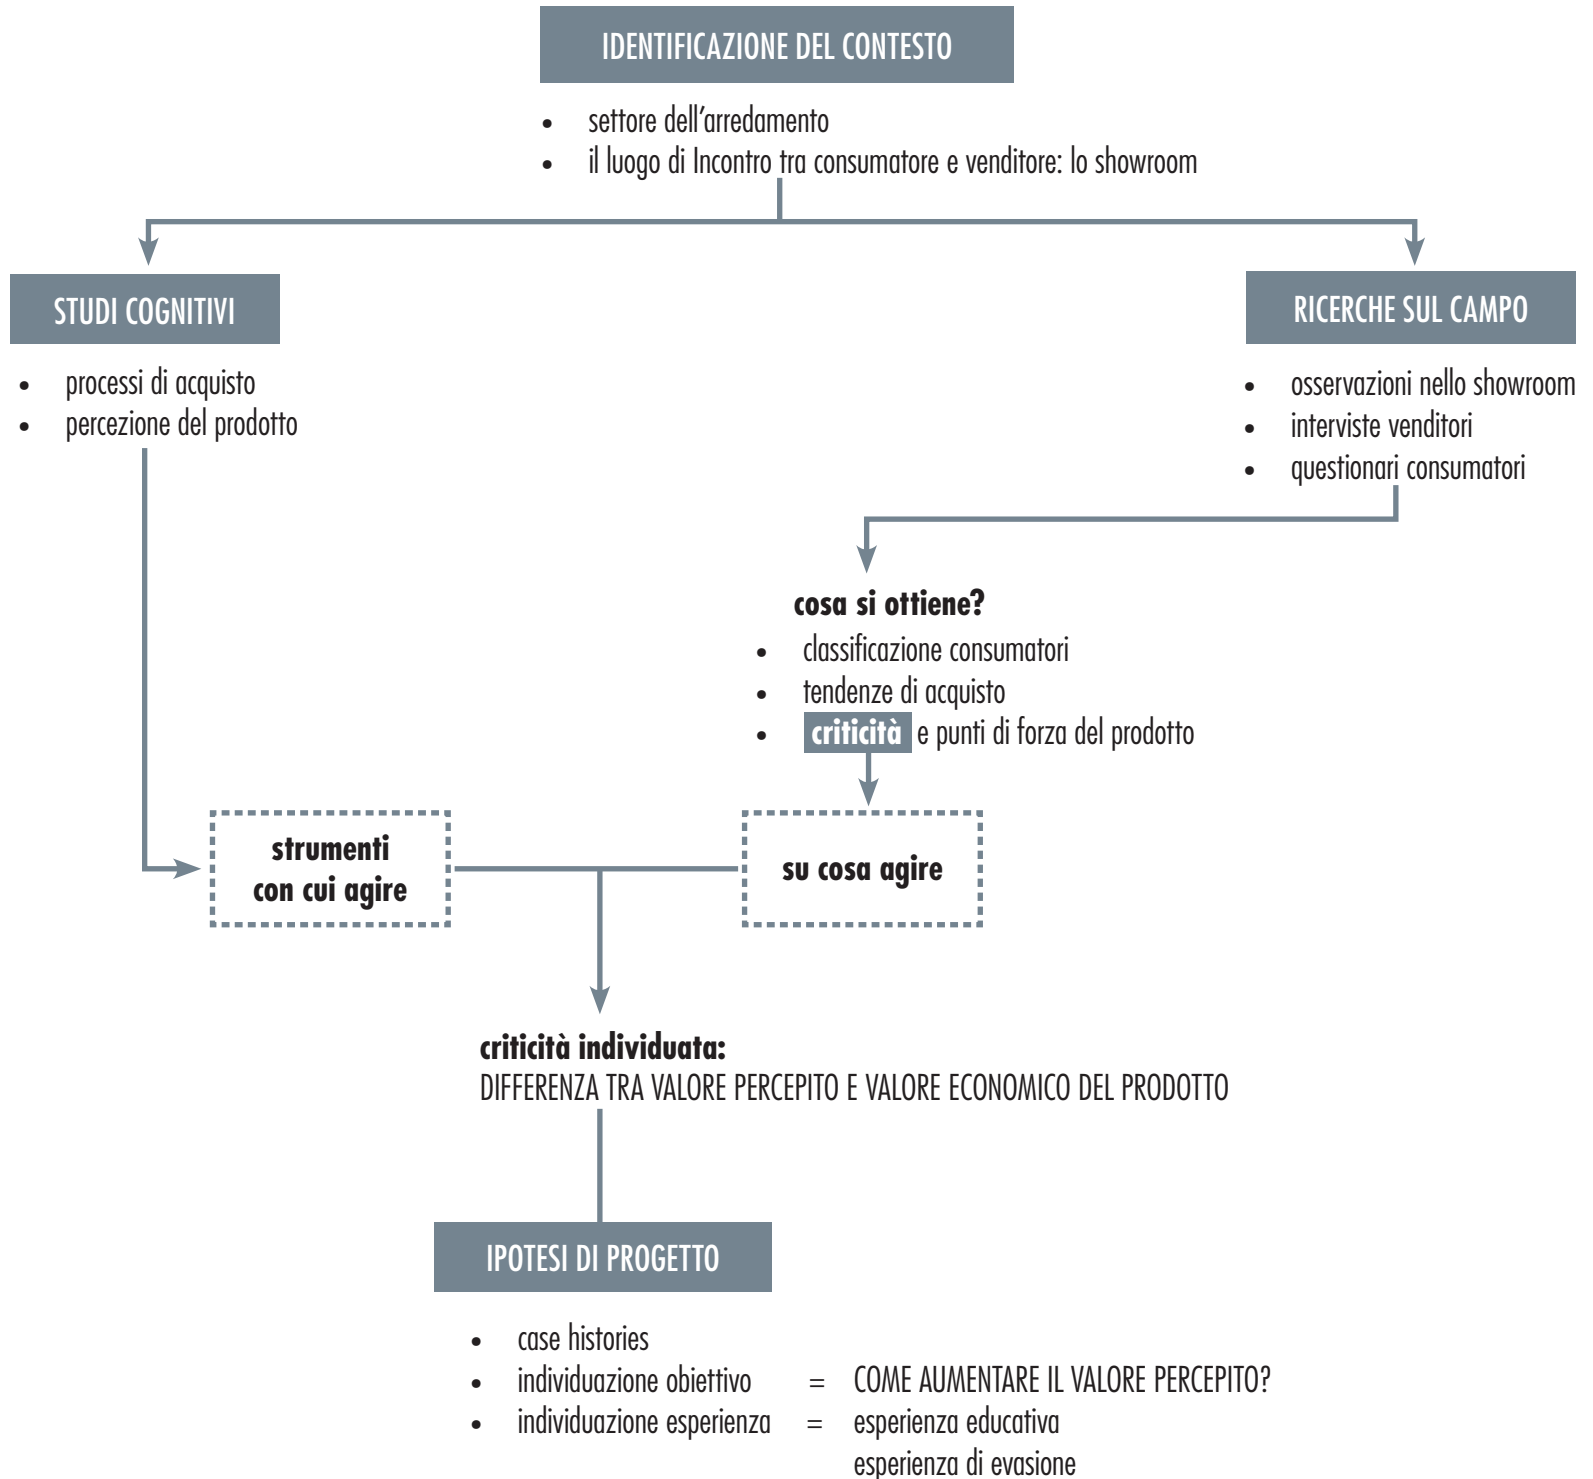 IDENTIFICAZIONE DEL CONTESTO
• settore dell'arredamento
• il luogo di Incontro tra consumatore e venditore: lo showroom
STUDI COGNITIVI
• processi di acquisto
• percezione del prodotto
RICERCHE SUL CAMPO
• osservazioni nello showroom
• interviste venditori
• questionari consumatori
cosa si ottiene?
• classificazione consumatori
• tendenze di acquisto
• criticità e punti di forza del prodotto
strumenti
con cui agire
su cosa agire
criticità individuata:
DIFFERENZA TRA VALORE PERCEPITO E VALORE ECONOMICO DEL PRODOTTO
IPOTESI DI PROGETTO
• case histories
• individuazione obiettivo = COME AUMENTARE IL VALORE PERCEPITO?
• individuazione esperienza = esperienza educativa
esperienza di evasione